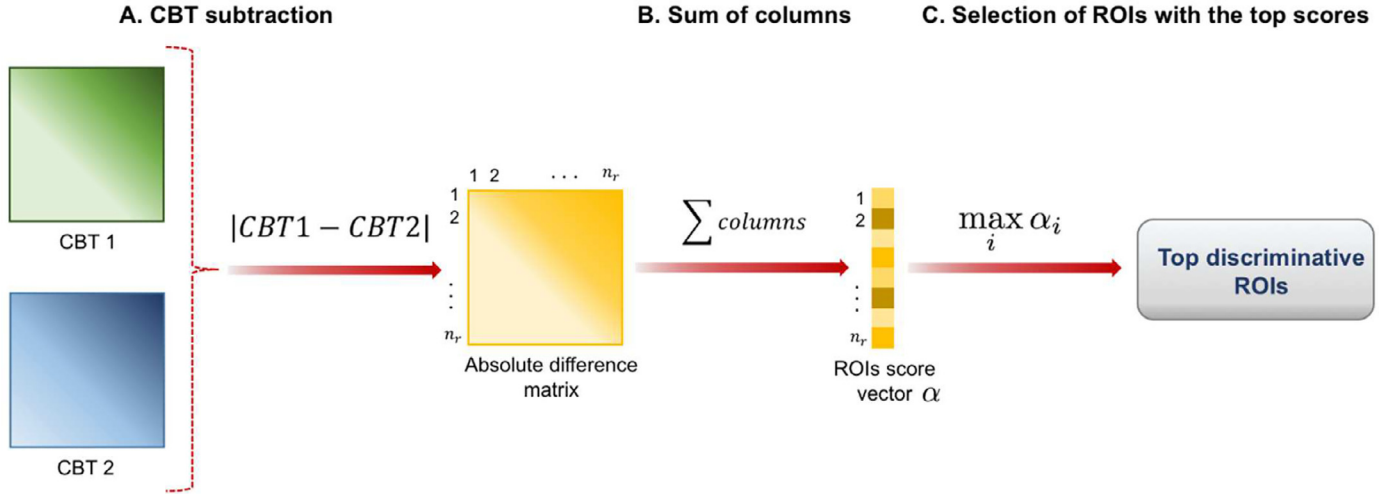 A. CBT subtraction
B. Sum of columns
C. Selection of ROIs with the top scores
CBT 1
CBT 2
|CBT1 − CBT2|
1 2 . . . n_r
1
2
⋮
n_r
Absolute difference
matrix
∑ columns
1
2
⋮
n_r
ROIs score
vector α
max α_i
i
Top discriminative
ROIs